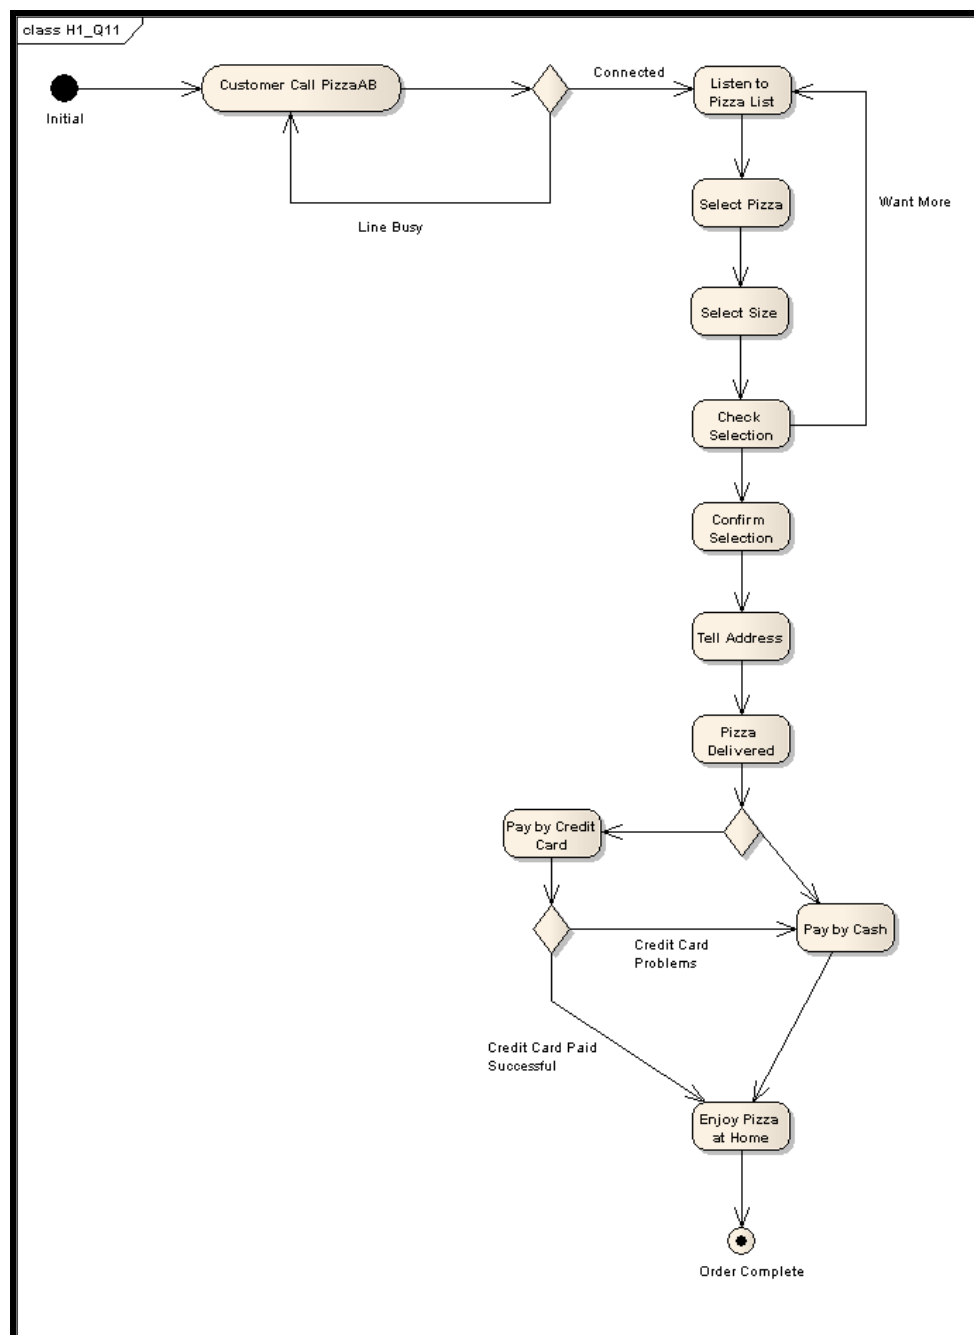 class H1_Q11
Initial
Customer Call PizzaAB
Connected
Line Busy
Listen to
Pizza List
Want More
Select Pizza
Select Size
Check
Selection
Confirm
Selection
Tell Address
Pizza
Delivered
Pay by Credit
Card
Pay by Cash
Credit Card
Problems
Credit Card Paid
Successful
Enjoy Pizza
at Home
Order Complete